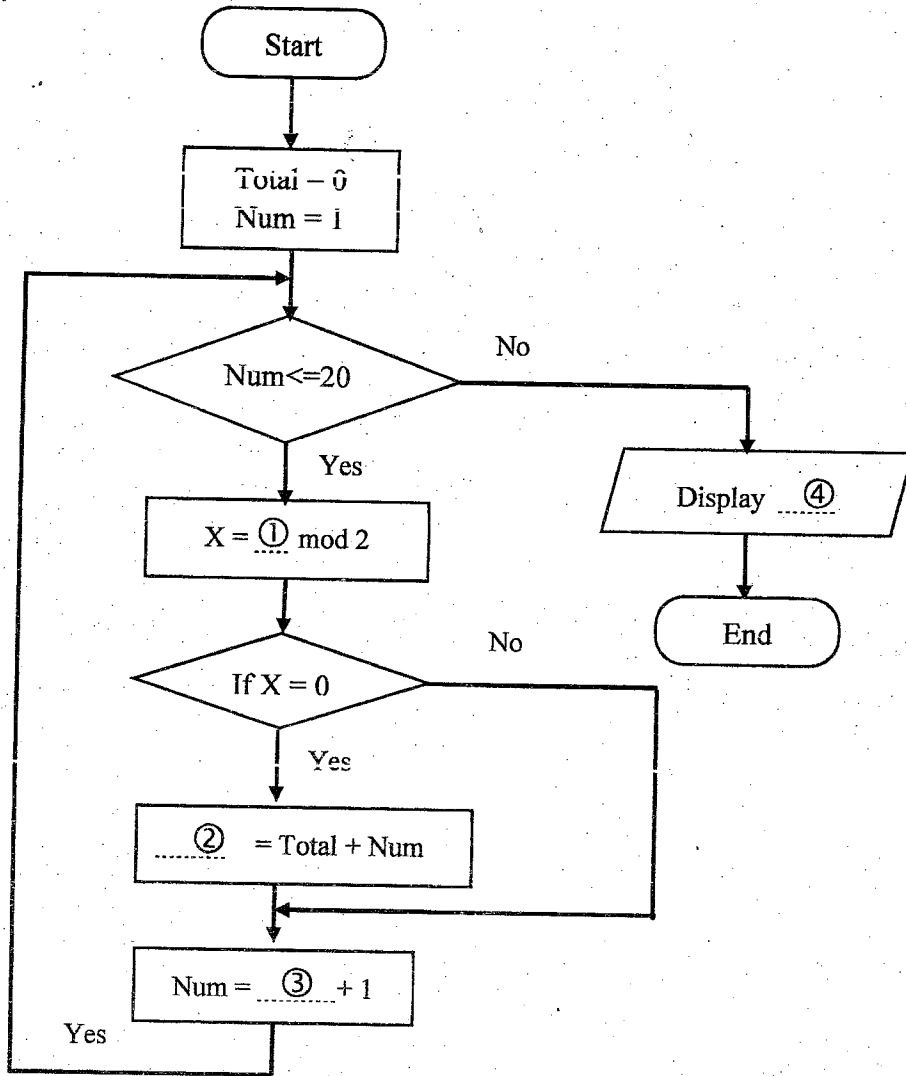 Start
Total = 0
Num = 1
Num<=20
No
Yes
Display ④
X = ① mod 2
End
No
If X = 0
Yes
② = Total + Num
Num = ③ + 1
Yes